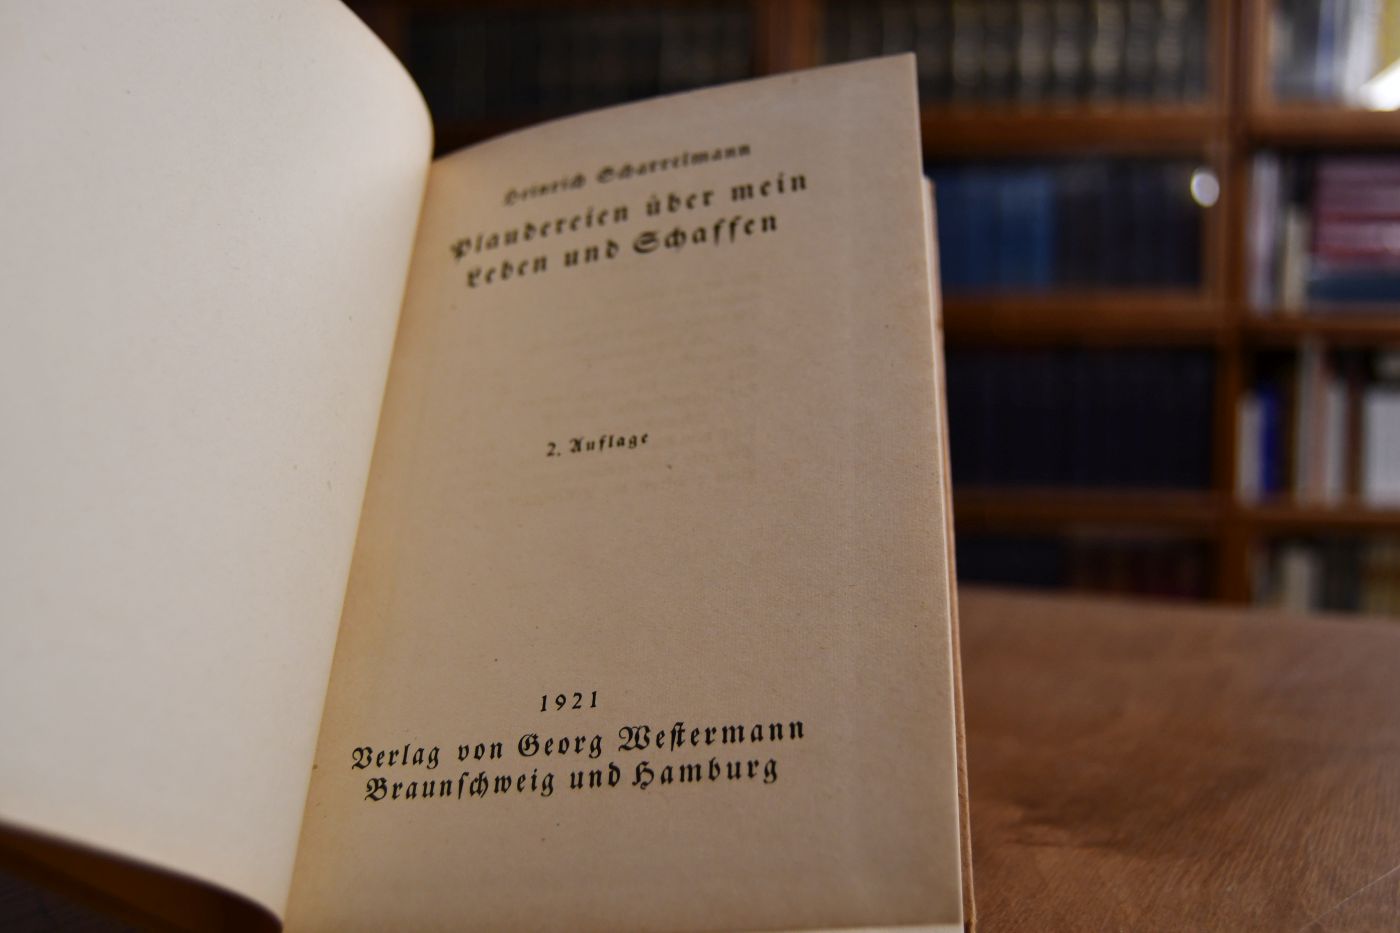 Heinrich Scharrelmann
Plaudereien über mein
Leben und Schaffen
2. Auflage
1921
Verlag von Georg Weſtermann
Braunſchweig und Hamburg